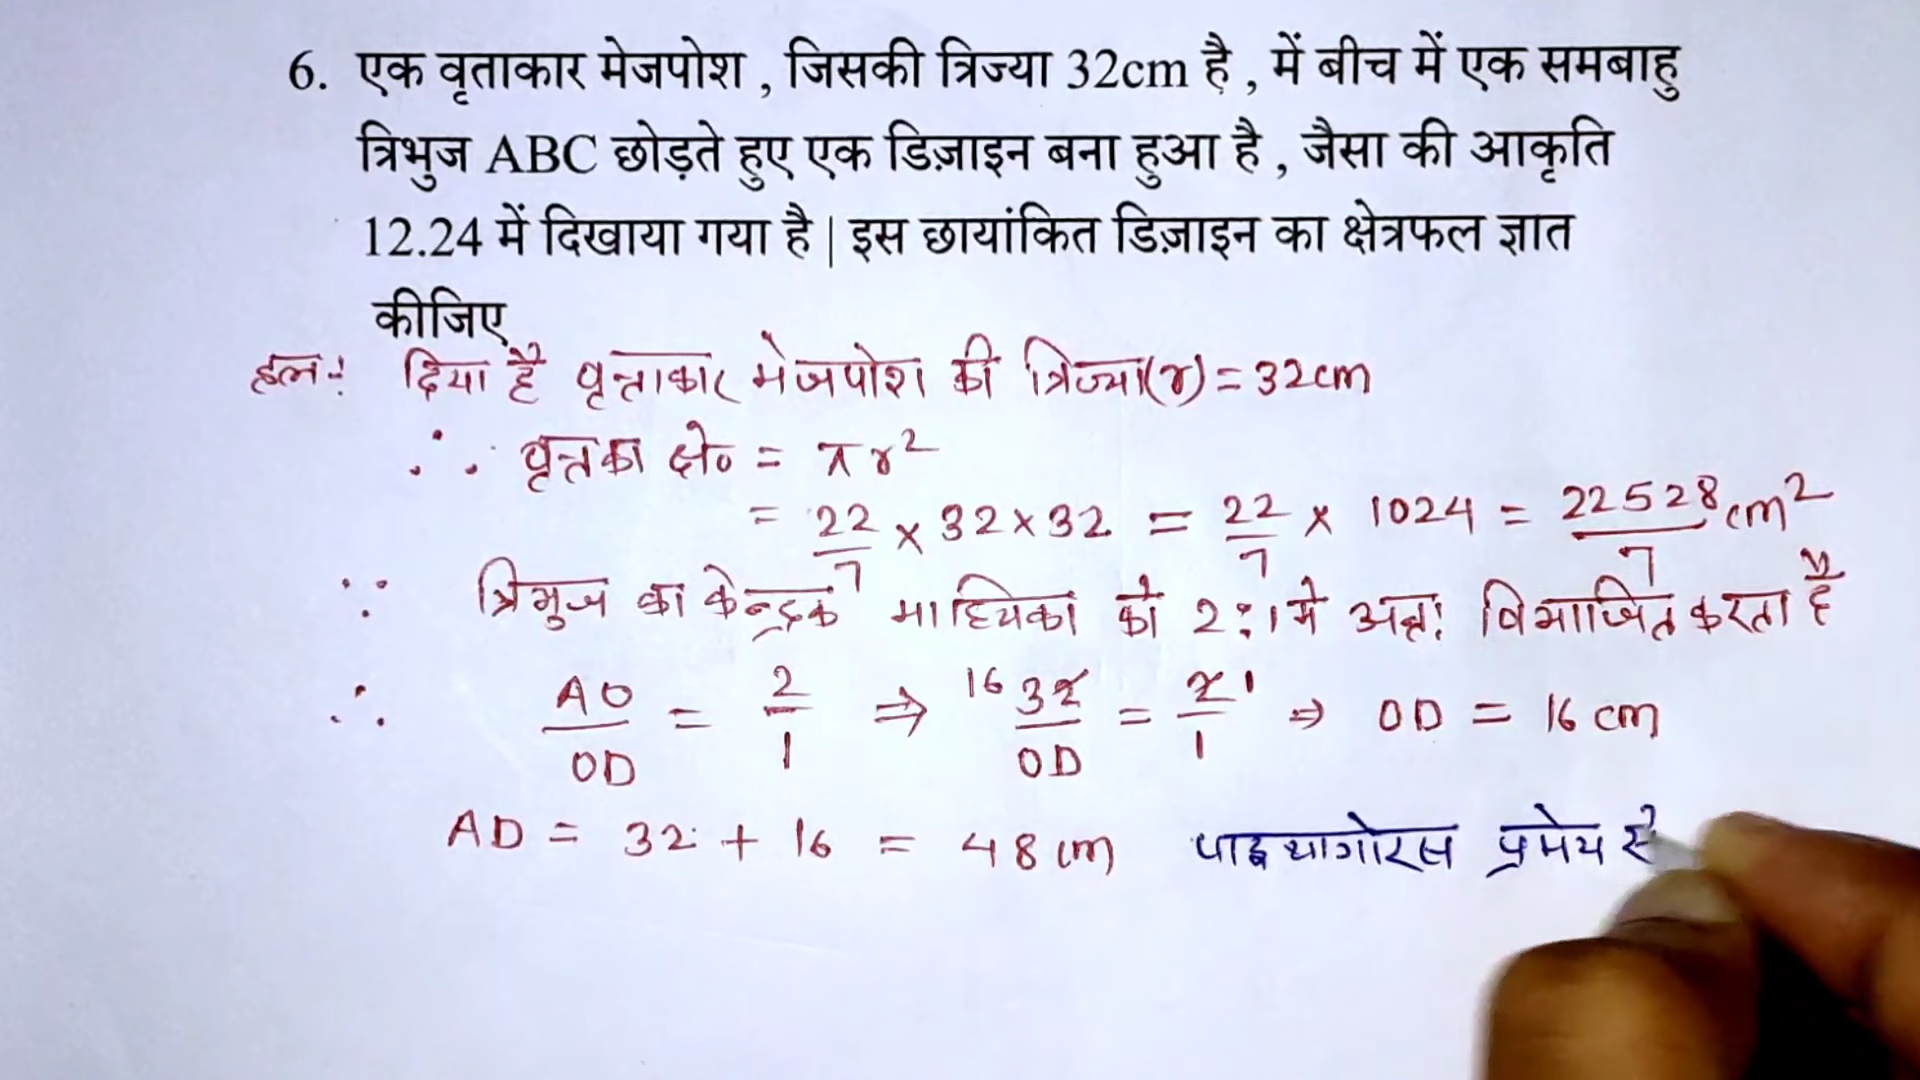 6. एक वृताकार मेजपोश , जिसकी त्रिज्या 32cm है , में बीच में एक समबाहु
त्रिभुज ABC छोड़ते हुए एक डिज़ाइन बना हुआ है , जैसा की आकृति
12.24 में दिखाया गया है | इस छायांकित डिज़ाइन का क्षेत्रफल ज्ञात
कीजिए
हल:- दिया है वृत्ताकार मेजपोश की त्रिज्या(r) = 32cm
∴ वृत्त का क्षे० = πr²
= 22/7 × 32 × 32 = 22/7 × 1024 = 22528/7 cm²
∵ त्रिभुज का केन्द्रक माध्यिका को 2:1 मे अन्तः विभाजित करता है
∴ AO/OD = 2/1 ⇒ 16 32/OD = 2 1/1 ⇒ OD = 16 cm
AD = 32 + 16 = 48 cm पाइथागोरस प्रमेय से